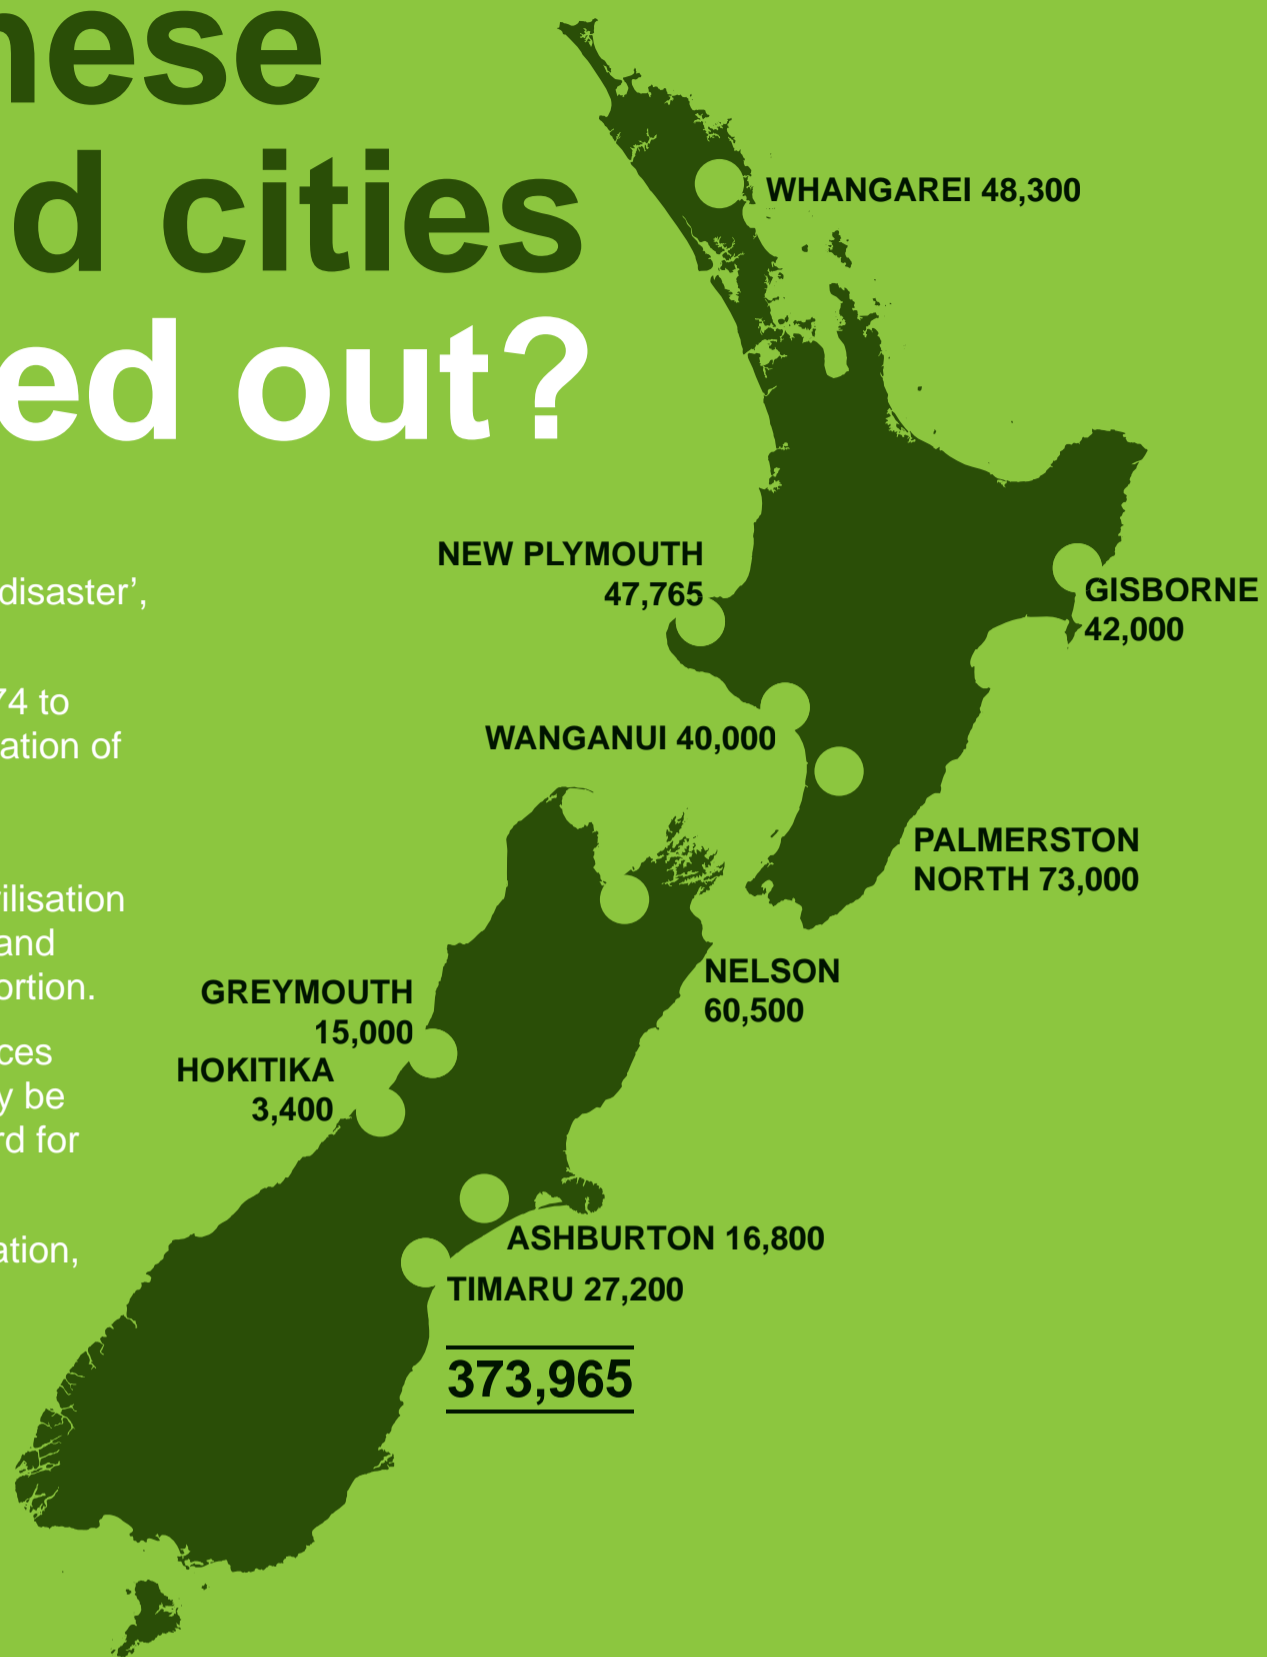 nese
d cities
ed out?
WHANGAREI 48,300
NEW PLYMOUTH
47,765
GISBORNE
42,000
WANGANUI 40,000
PALMERSTON
NORTH 73,000
NELSON
60,500
GREYMOUTH
15,000
HOKITIKA
3,400
ASHBURTON 16,800
TIMARU 27,200
373,965
disaster’,
74 to
ation of
ilisation
and
ortion.
ces
y be
rd for
ation,